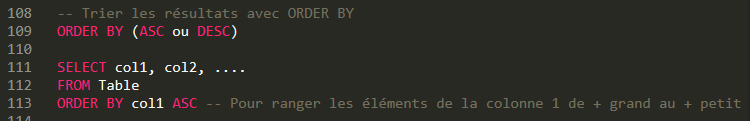 108 -- Trier les résultats avec ORDER BY
109 ORDER BY (ASC ou DESC)
110
111 SELECT col1, col2, ....
112 FROM Table
113 ORDER BY col1 ASC -- Pour ranger les éléments de la colonne 1 de + grand au + petit
114